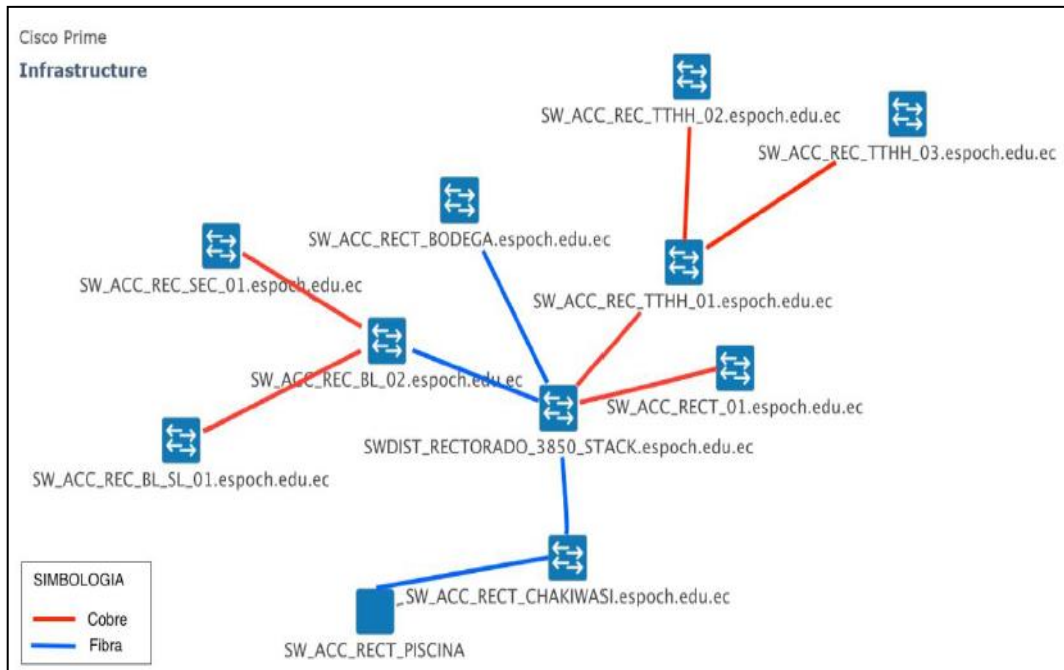 Cisco Prime
Infrastructure
SW_ACC_REC_TTHH_02.espoch.edu.ec
SW_ACC_REC_TTHH_03.espoch.edu.ec
SW_ACC_RECT_BODEGA.espoch.edu.ec
SW_ACC_REC_SEC_01.espoch.edu.ec
SW_ACC_REC_TTHH_01.espoch.edu.ec
SW_ACC_REC_BL_02.espoch.edu.ec
SW_ACC_RECT_01.espoch.edu.ec
SWDIST_RECTORADO_3850_STACK.espoch.edu.ec
SW_ACC_REC_BL_SL_01.espoch.edu.ec
SW_ACC_RECT_CHAKIWASI.espoch.edu.ec
SW_ACC_RECT_PISCINA
SIMBOLOGIA
Cobre
Fibra